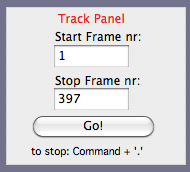 Track Panel
Start Frame nr:
1
Stop Frame nr:
397
Go!
to stop: Command + '.'